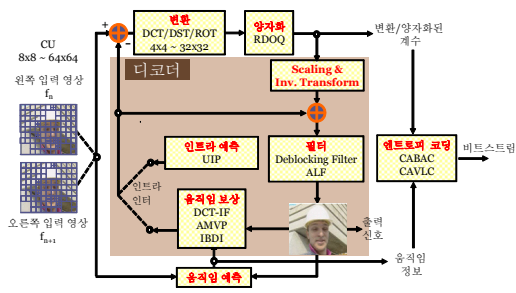 CU
8x8 ~ 64x64
왼쪽 입력 영상
fn
오른쪽 입력 영상
fn+1
+
-
변환
DCT/DST/ROT
4x4 ~ 32x32
양자화
RDOQ
변환/양자화된
계수
디코더
Scaling &
Inv. Transform
인트라 예측
UIP
필터
Deblocking Filter
ALF
엔트로피 코딩
CABAC
CAVLC
비트스트림
인트라
인터
움직임 보상
DCT-IF
AMVP
IBDI
출력
신호
움직임 예측
움직임
정보